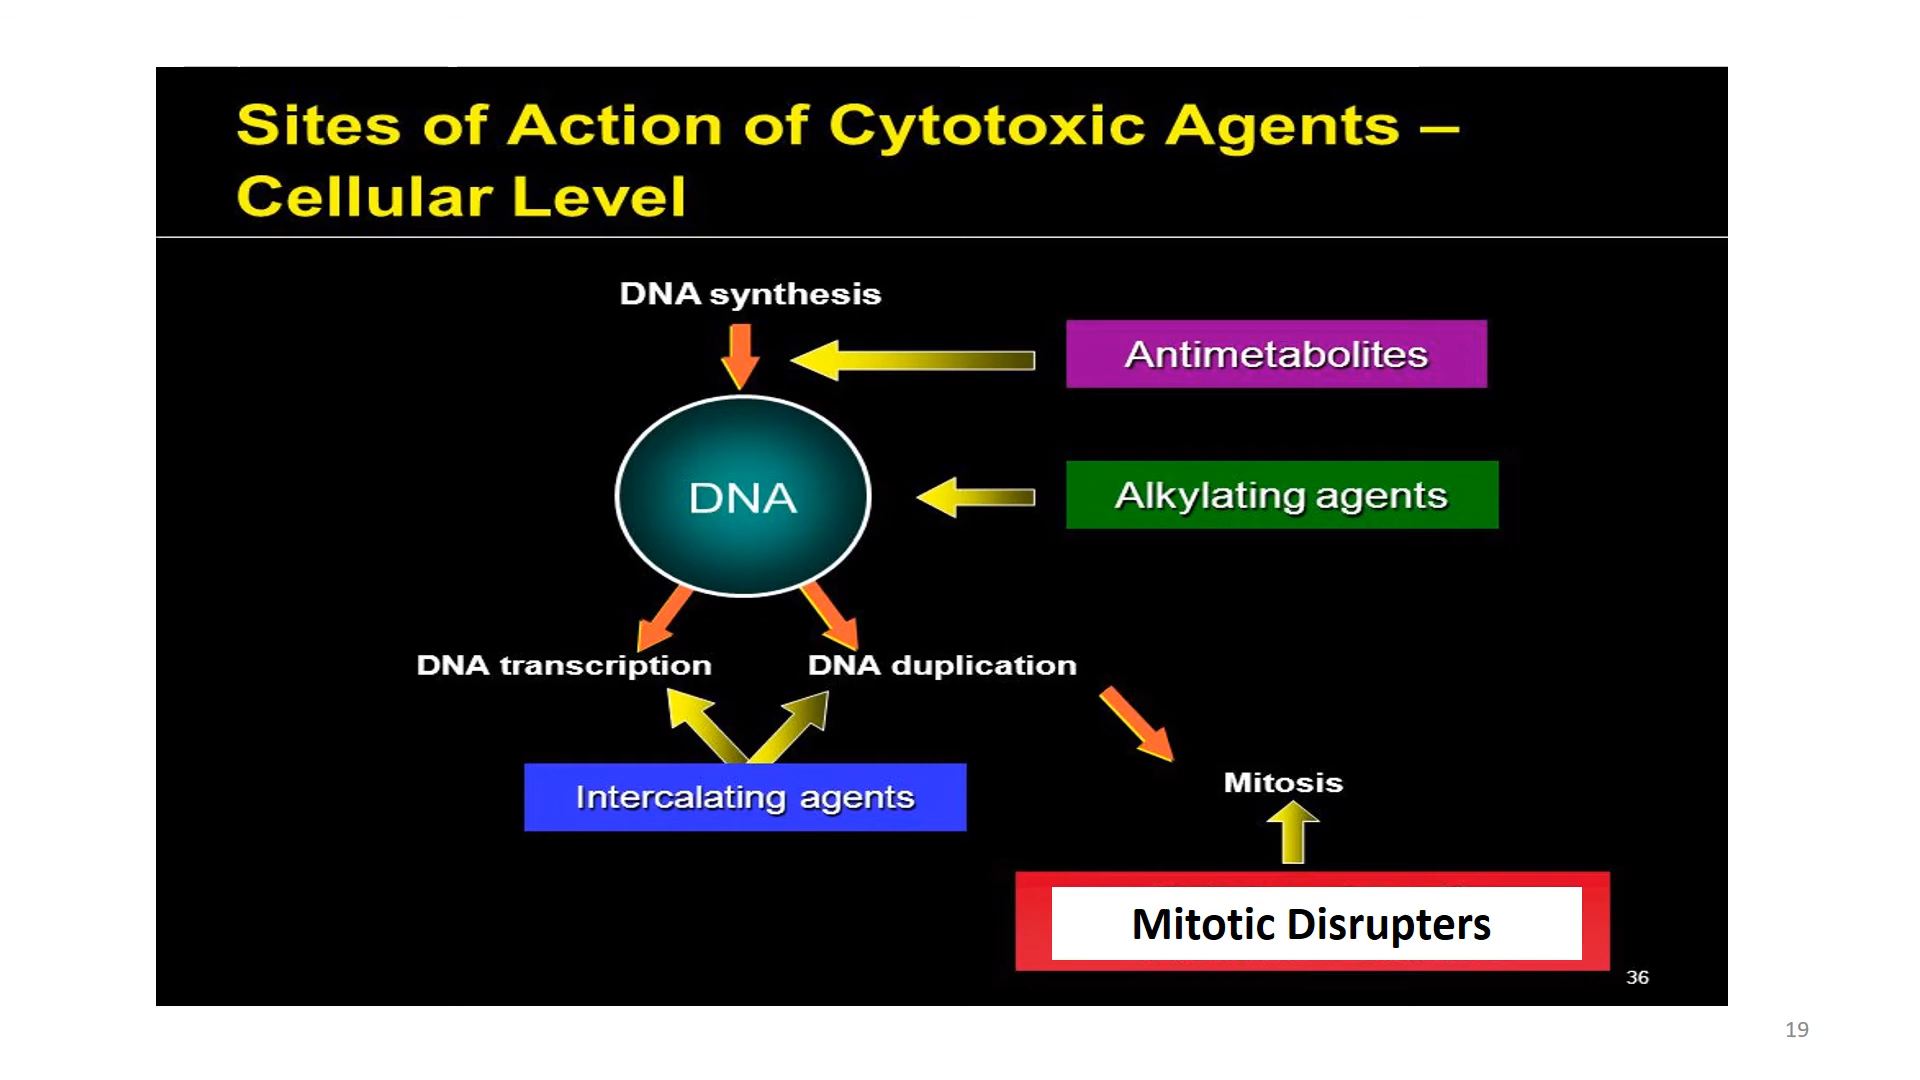 Sites of Action of Cytotoxic Agents –
Cellular Level
DNA synthesis
Antimetabolites
DNA
Alkylating agents
DNA transcription
DNA duplication
Intercalating agents
Mitosis
Mitotic Disrupters
36
19